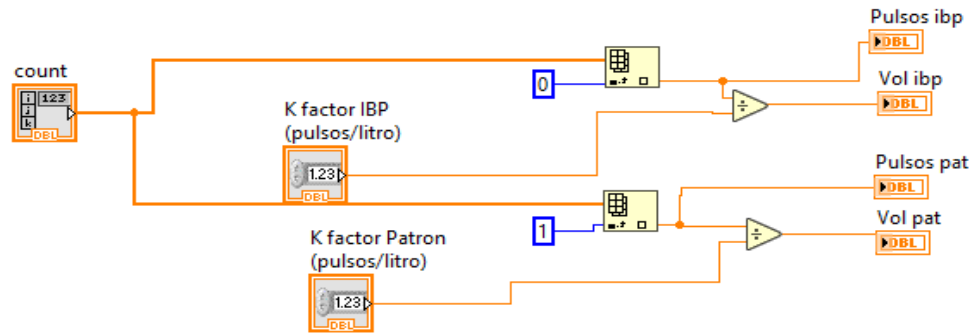 Pulsos ibp
DBL
count
i 123
j
k
DBL
0
Vol ibp
DBL
K factor IBP
(pulsos/litro)
1.23
DBL
÷
Pulsos pat
DBL
1
Vol pat
DBL
÷
K factor Patron
(pulsos/litro)
1.23
DBL